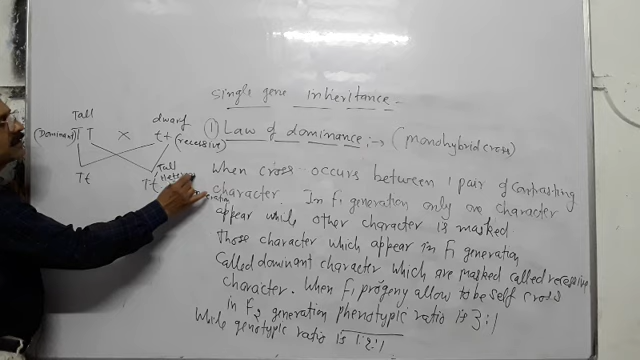 Single gene inheritance
Tall
dwarf
(Dominant) TT × tt (recessive)
Tt
Tall
Tt
① Law of dominance :→ (monohybrid cross)
When cross occurs between 1 pair of contrasting
character. In F1 generation only one character
appear while other character is masked
Those character which appear in F1 generation
Called dominant character which are masked called recessive
character. When F1 progeny allow to be self cross
in F2 generation phenotypic ratio is 3:1
While genotypic ratio is 1:2:1